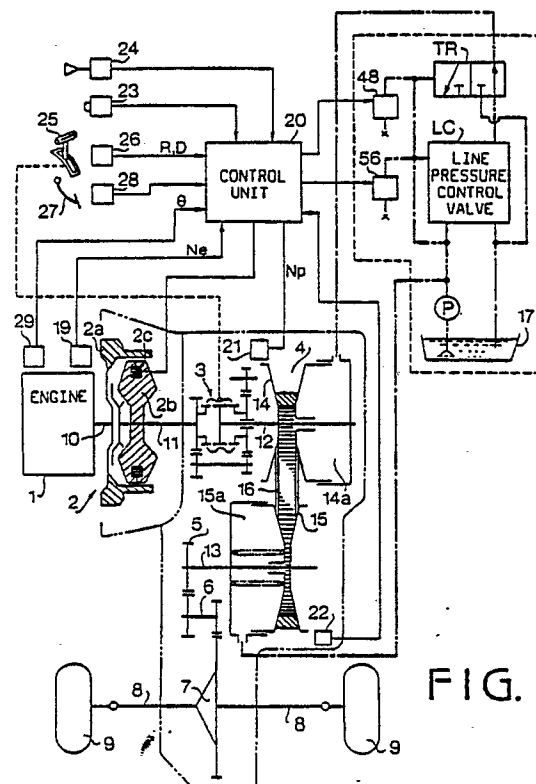 24
TR
23
48
20
25
26
R,D
CONTROL
UNIT
LC
LINE
PRESSURE
CONTROL
VALVE
28
27
θ
56
Ne
Np
P
17
29
19
2a
2c
21
4
3
14
ENGINE
2b
10
11
12
1
2
16
15
14a
15a
5
13
6
22
7
8
8
9
9
FIG.